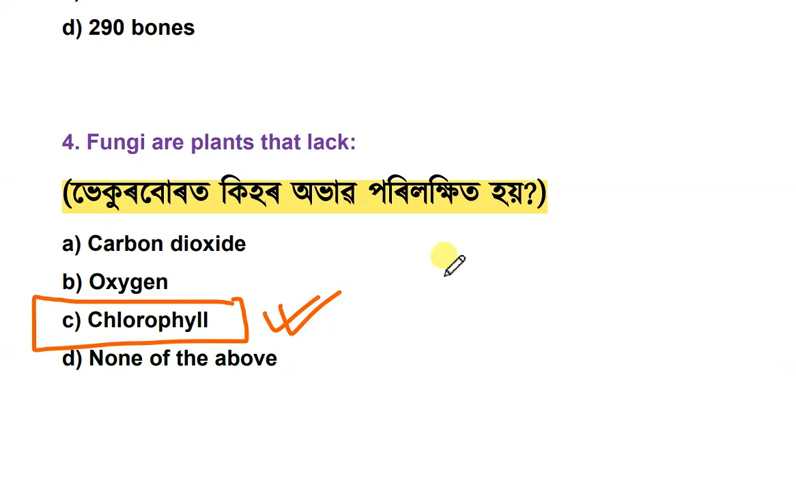 d) 290 bones
4. Fungi are plants that lack:
(ভেকুৰবোৰত কিহৰ অভাৱ পৰিলক্ষিত হয়?)
a) Carbon dioxide
b) Oxygen
c) Chlorophyll
d) None of the above